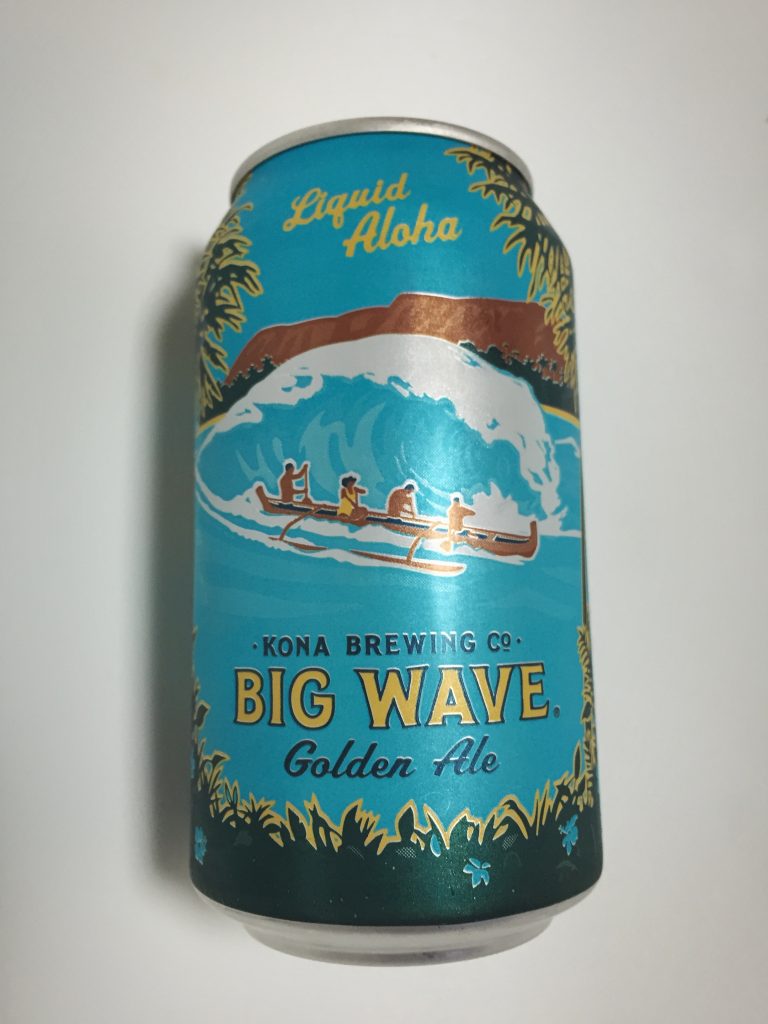 Liquid
Aloha
· KONA BREWING Cº ·
BIG WAVE®
Golden Ale